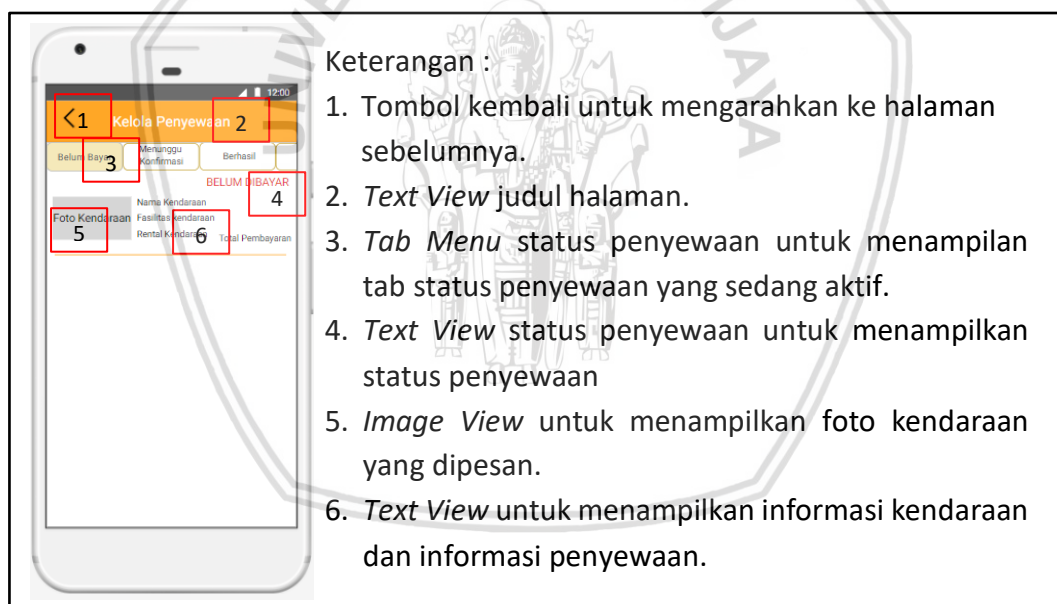 12:00
1
Kelola Penyewaan 2
Belum Bayar
3
Menunggu
Konfirmasi
Berhasil
BELUM DIBAYAR
4
Nama Kendaraan
Foto Kendaraan
Fasilitas kendaraan
5
Rental Kendaraan
6
Total Pembayaran
Keterangan :
1. Tombol kembali untuk mengarahkan ke halaman
sebelumnya.
2. Text View judul halaman.
3. Tab Menu status penyewaan untuk menampilan
tab status penyewaan yang sedang aktif.
4. Text View status penyewaan untuk menampilkan
status penyewaan
5. Image View untuk menampilkan foto kendaraan
yang dipesan.
6. Text View untuk menampilkan informasi kendaraan
dan informasi penyewaan.